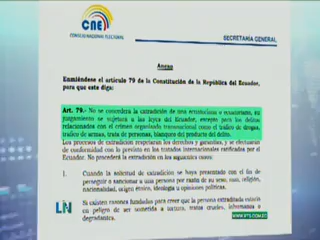 CNE
CONSEJO NACIONAL ELECTORAL
SECRETARÍA GENERAL
Anexo
Enmiéndese el artículo 79 de la Constitución de la República del Ecuador,
para que este diga:
Art. 79.- No se concederá la extradición de una ecuatoriana o ecuatoriano, su
juzgamiento se sujetará a las leyes del Ecuador, excepto para los delitos
relacionados con el crimen organizado transnacional como el tráfico de drogas,
tráfico de armas, trata de personas, blanqueo del producto del delito.
Los procesos de extradición respetarán los derechos y garantías, y se efectuarán
de conformidad con lo previsto en los tratados internacionales ratificados por el
Ecuador. No procederá la extradición en los siguientes casos:
1. Cuando la solicitud de extradición se haya presentado con el fin de
perseguir o sancionar a una persona por razón de su sexo, raza, religión,
nacionalidad, origen étnico, ideología u opiniones políticas.
Si existen razones fundadas para creer que la persona extraditada estaría
en peligro de ser sometida a tortura, tratos crueles, inhumanos o
degradantes.
LN
www.rts.com.ec